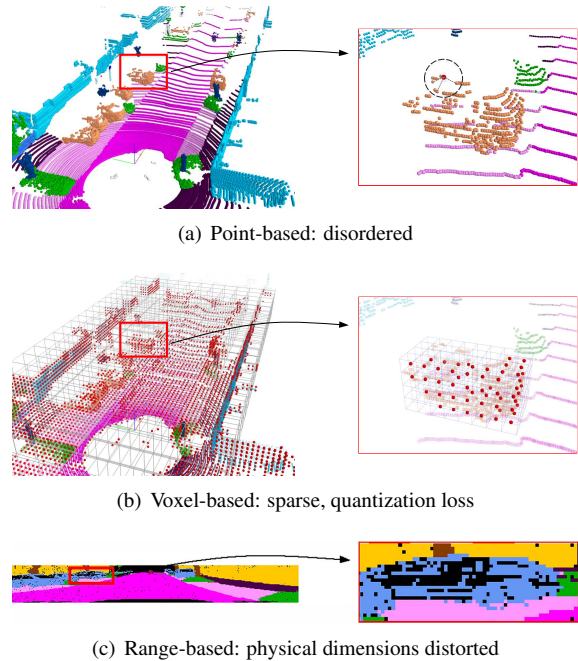 (a) Point-based: disordered
(b) Voxel-based: sparse, quantization loss
(c) Range-based: physical dimensions distorted